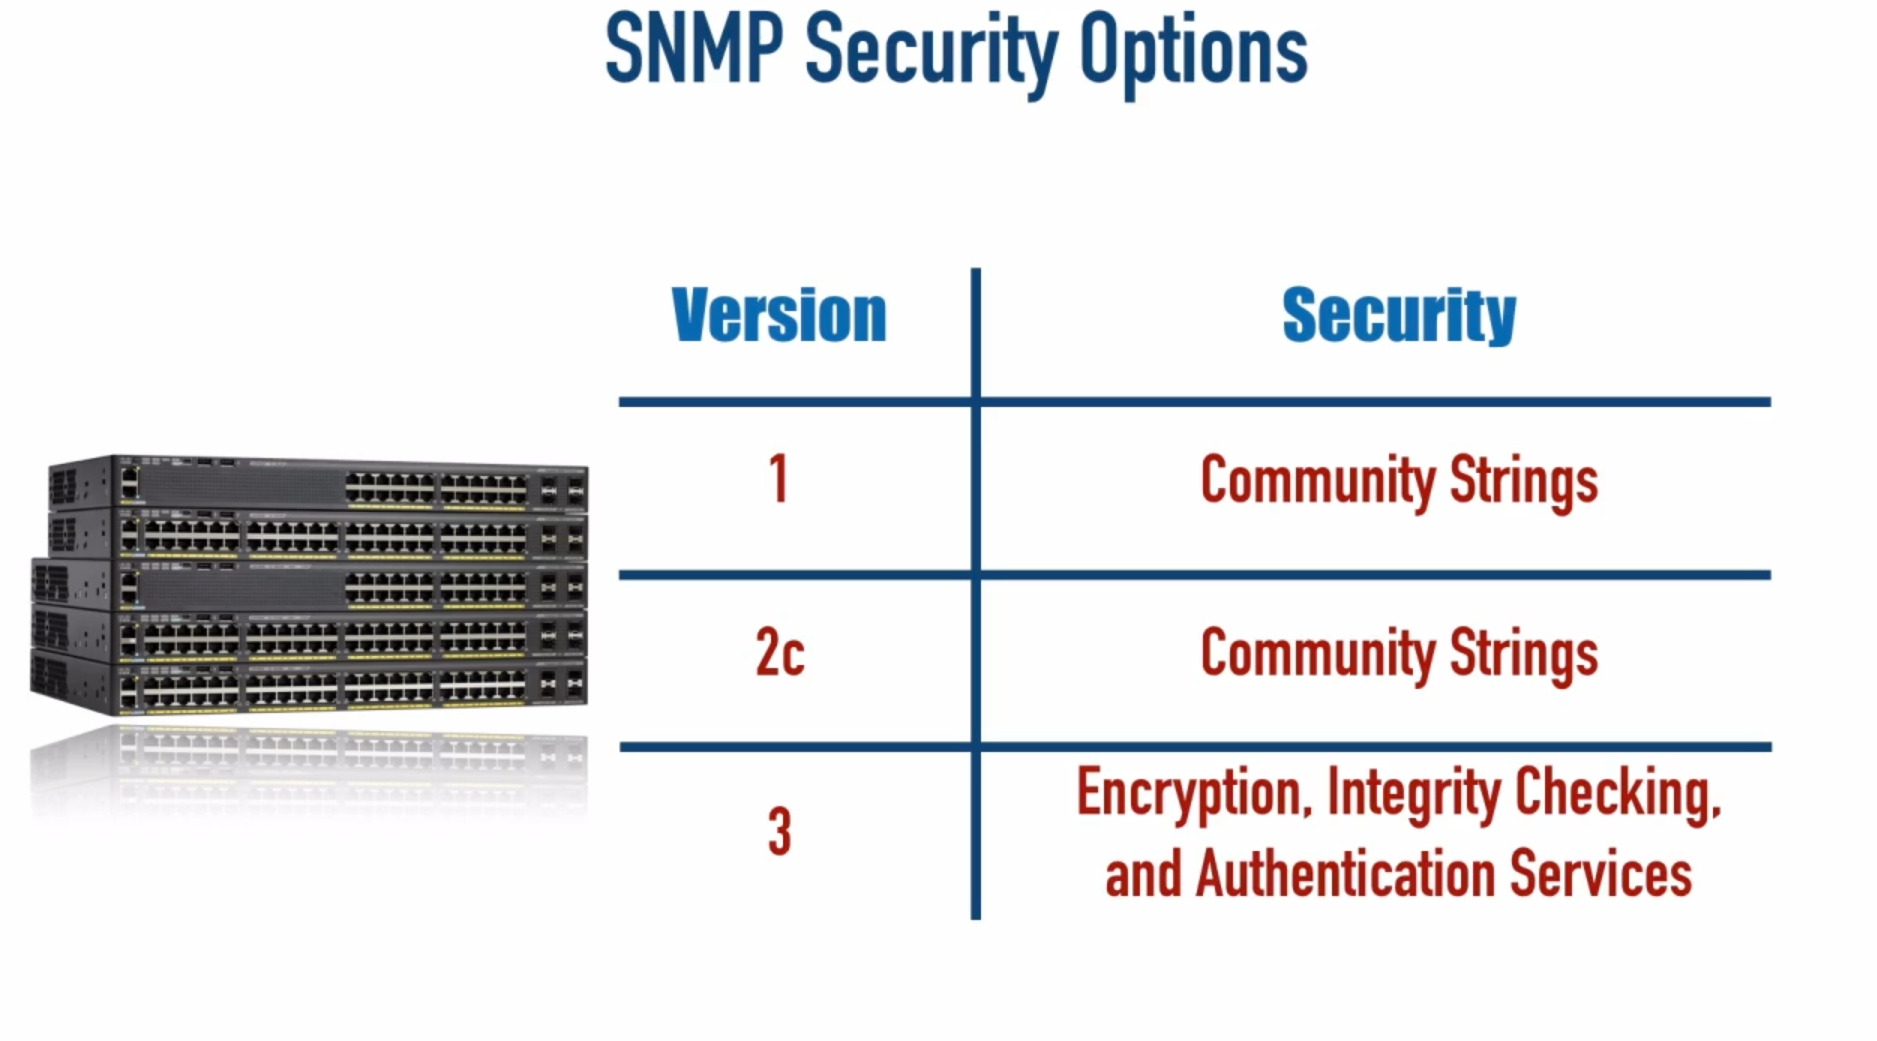 SNMP Security Options
Version
Security
1
Community Strings
2c
Community Strings
3
Encryption, Integrity Checking,
and Authentication Services